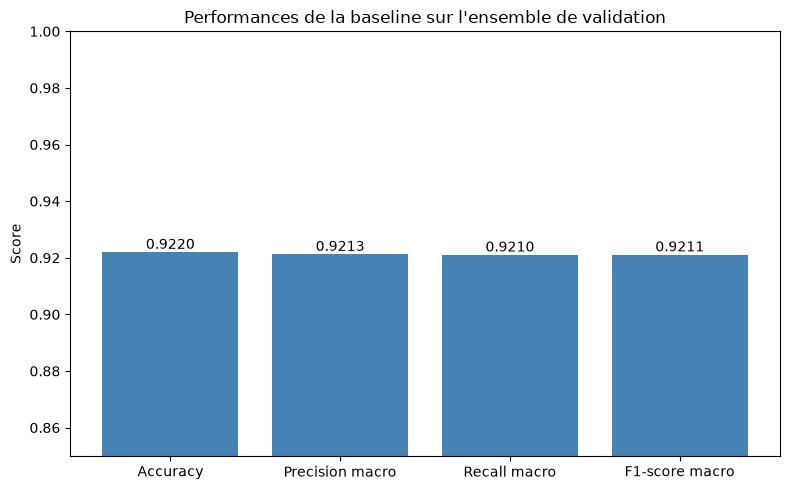 Performances de la baseline sur l'ensemble de validation
1.00
0.98
0.96
0.94
0.92
0.90
0.88
0.86
Score
0.9220
0.9213
0.9210
0.9211
Accuracy
Precision macro
Recall macro
F1-score macro